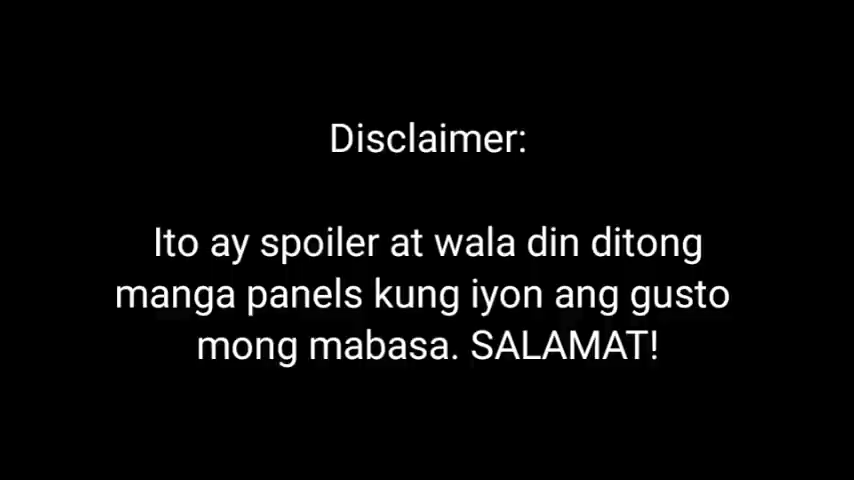 Disclaimer:
Ito ay spoiler at wala din ditong
manga panels kung iyon ang gusto
mong mabasa. SALAMAT!